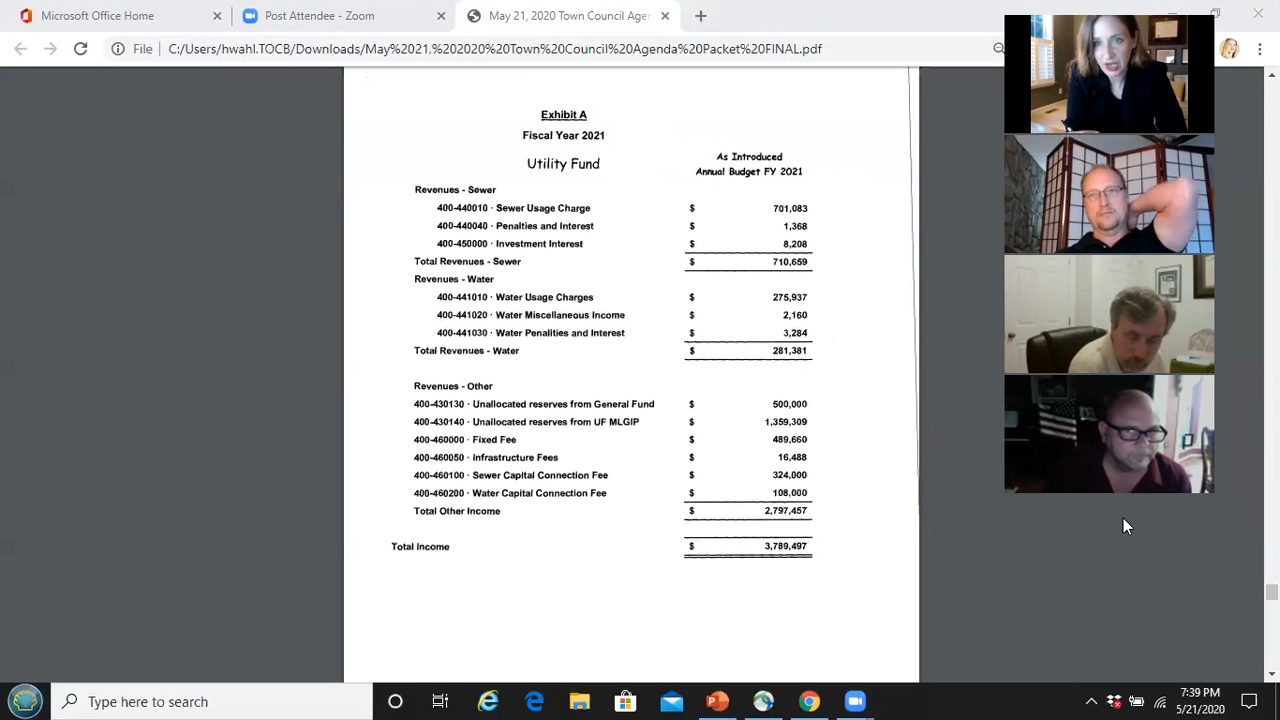 Microsoft Office Home
Post Attendee - Zoom
May 21, 2020 Town Council Agen
File
C:/Users/hwahl.TOCB/Downloads/May%2021,%202020%20Town%20Council%20Agenda%20Packet%20FINAL.pdf
Exhibit A
Fiscal Year 2021
Utility Fund
As Introduced
Annual Budget FY 2021
Revenues - Sewer
400-440010 · Sewer Usage Charge $ 701,083
400-440040 · Penalties and Interest $ 1,368
400-450000 · Investment Interest $ 8,208
Total Revenues - Sewer $ 710,659
Revenues - Water
400-441010 · Water Usage Charges $ 275,937
400-441020 · Water Miscellaneous Income $ 2,160
400-441030 · Water Penalities and Interest $ 3,284
Total Revenues - Water $ 281,381
Revenues - Other
400-430130 · Unallocated reserves from General Fund $ 500,000
400-430140 · Unallocated reserves from UF MLGIP $ 1,359,309
400-460000 · Fixed Fee $ 489,660
400-460050 · Infrastructure Fees $ 16,488
400-460100 · Sewer Capital Connection Fee $ 324,000
400-460200 · Water Capital Connection Fee $ 108,000
Total Other Income $ 2,797,457
Total Income $ 3,789,497
Type here to search
7:39 PM
5/21/2020